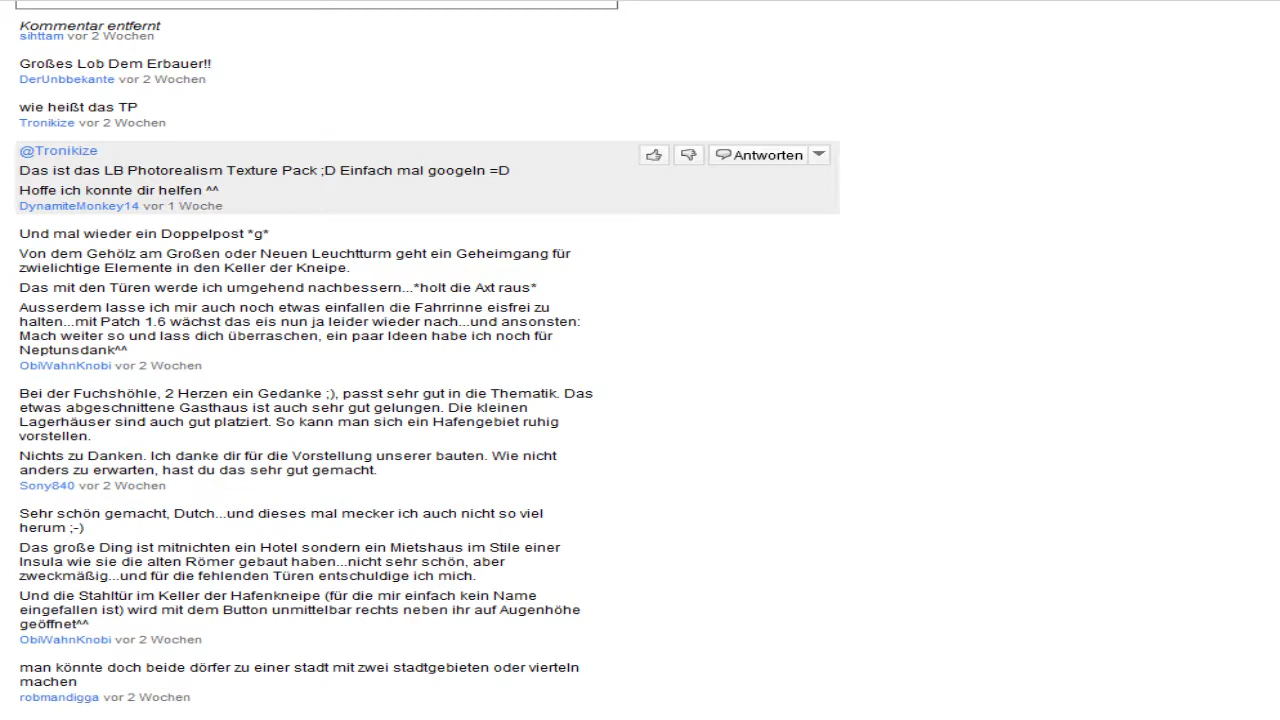 Kommentar entfernt
sihttam vor 2 Wochen
Großes Lob Dem Erbauer!!
DerUnbbekante vor 2 Wochen
wie heißt das TP
Tronikize vor 2 Wochen
@Tronikize
Antworten
Das ist das LB Photorealism Texture Pack ;D Einfach mal googeln =D
Hoffe ich konnte dir helfen ^^
DynamiteMonkey14 vor 1 Woche
Und mal wieder ein Doppelpost *g*
Von dem Gehölz am Großen oder Neuen Leuchtturm geht ein Geheimgang für
zwielichtige Elemente in den Keller der Kneipe.
Das mit den Türen werde ich umgehend nachbessern...*holt die Axt raus*
Ausserdem lasse ich mir auch noch etwas einfallen die Fahrrinne eisfrei zu
halten...mit Patch 1.6 wächst das eis nun ja leider wieder nach...und ansonsten:
Mach weiter so und lass dich überraschen, ein paar Ideen habe ich noch für
Neptunsdank^^
ObiWahnKnobi vor 2 Wochen
Bei der Fuchshöhle, 2 Herzen ein Gedanke ;), passt sehr gut in die Thematik. Das
etwas abgeschnittene Gasthaus ist auch sehr gut gelungen. Die kleinen
Lagerhäuser sind auch gut platziert. So kann man sich ein Hafengebiet ruhig
vorstellen.
Nichts zu Danken. Ich danke dir für die Vorstellung unserer bauten. Wie nicht
anders zu erwarten, hast du das sehr gut gemacht.
Sony840 vor 2 Wochen
Sehr schön gemacht, Dutch...und dieses mal mecker ich auch nicht so viel
herum ;-)
Das große Ding ist mitnichten ein Hotel sondern ein Mietshaus im Stile einer
Insula wie sie die alten Römer gebaut haben...nicht sehr schön, aber
zweckmäßig...und für die fehlenden Türen entschuldige ich mich.
Und die Stahltür im Keller der Hafenkneipe (für die mir einfach kein Name
eingefallen ist) wird mit dem Button unmittelbar rechts neben ihr auf Augenhöhe
geöffnet^^
ObiWahnKnobi vor 2 Wochen
man könnte doch beide dörfer zu einer stadt mit zwei stadtgebieten oder vierteln
machen
robmandigga vor 2 Wochen